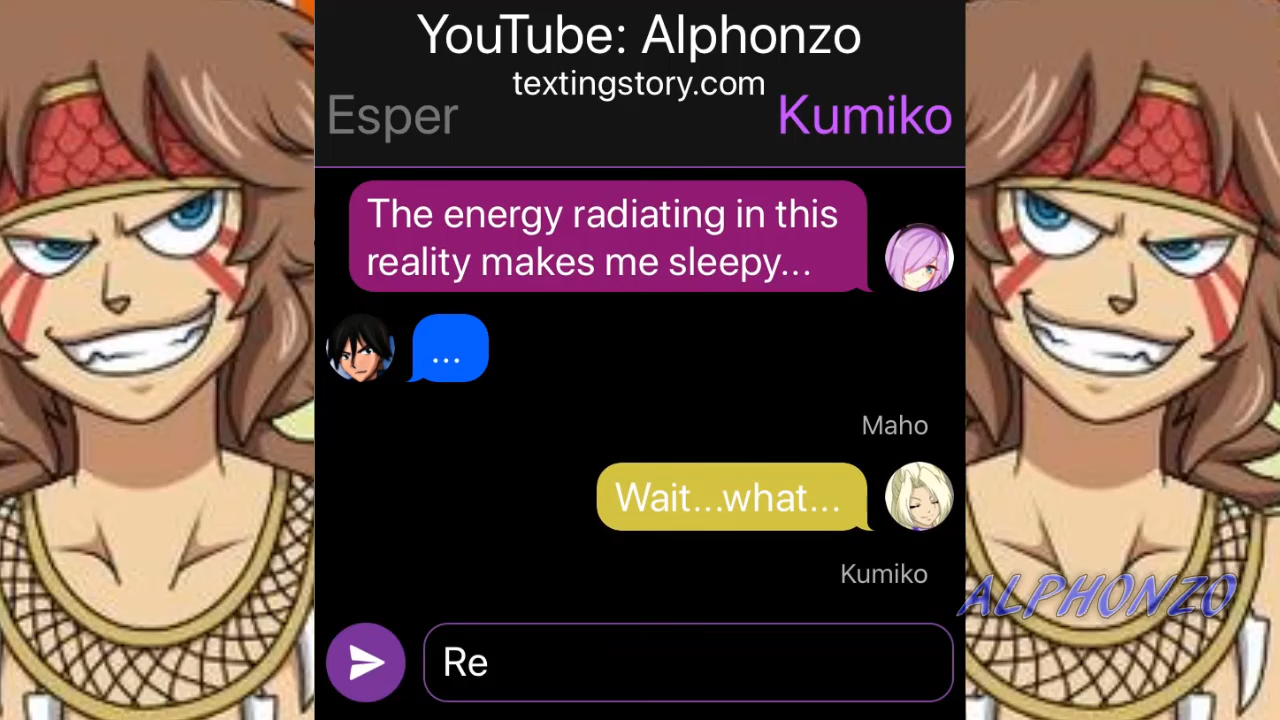 YouTube: Alphonzo
textingstory.com
Esper
Kumiko
The energy radiating in this
reality makes me sleepy...
...
Maho
Wait...what...
Kumiko
ALPHONZO
Re